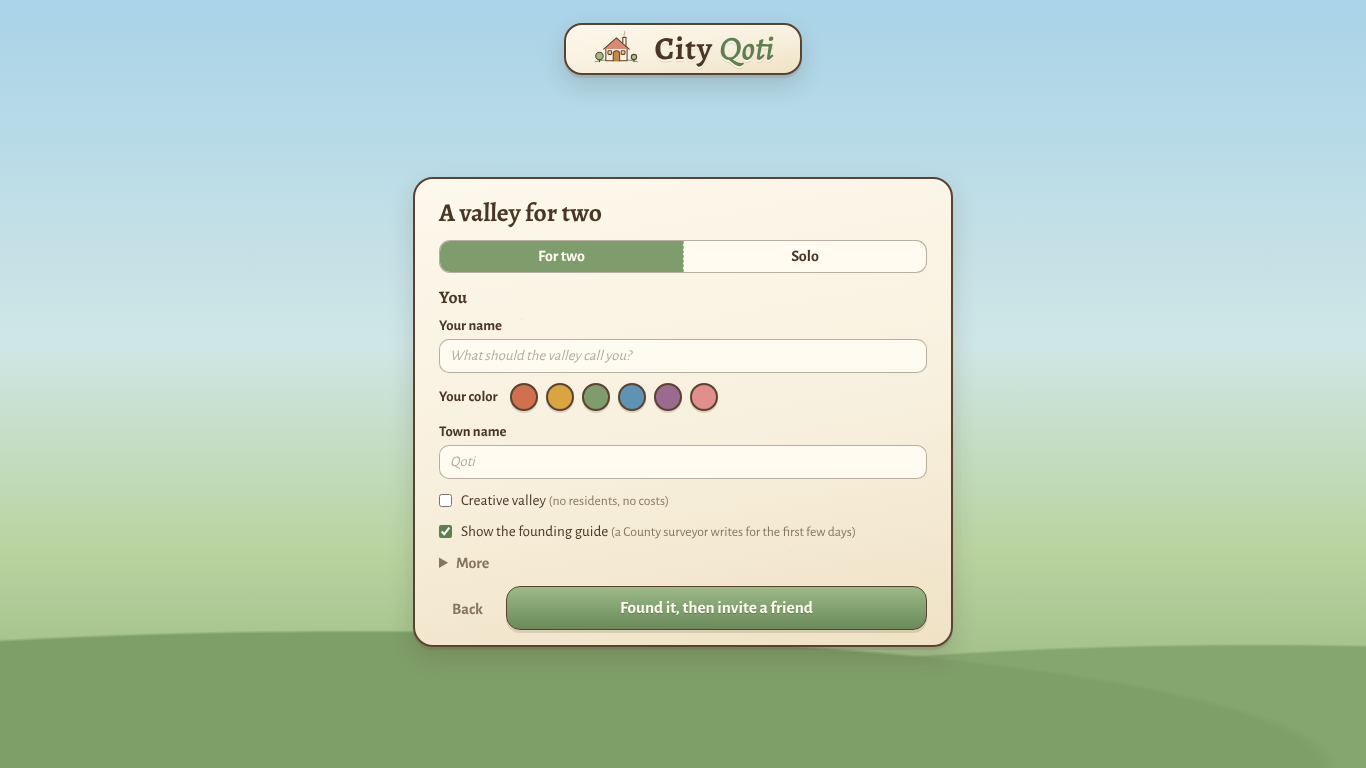 City Qoti
A valley for two
For two
Solo
You
Your name
What should the valley call you?
Your color
Town name
Qoti
Creative valley (no residents, no costs)
Show the founding guide (a County surveyor writes for the first few days)
More
Back
Found it, then invite a friend